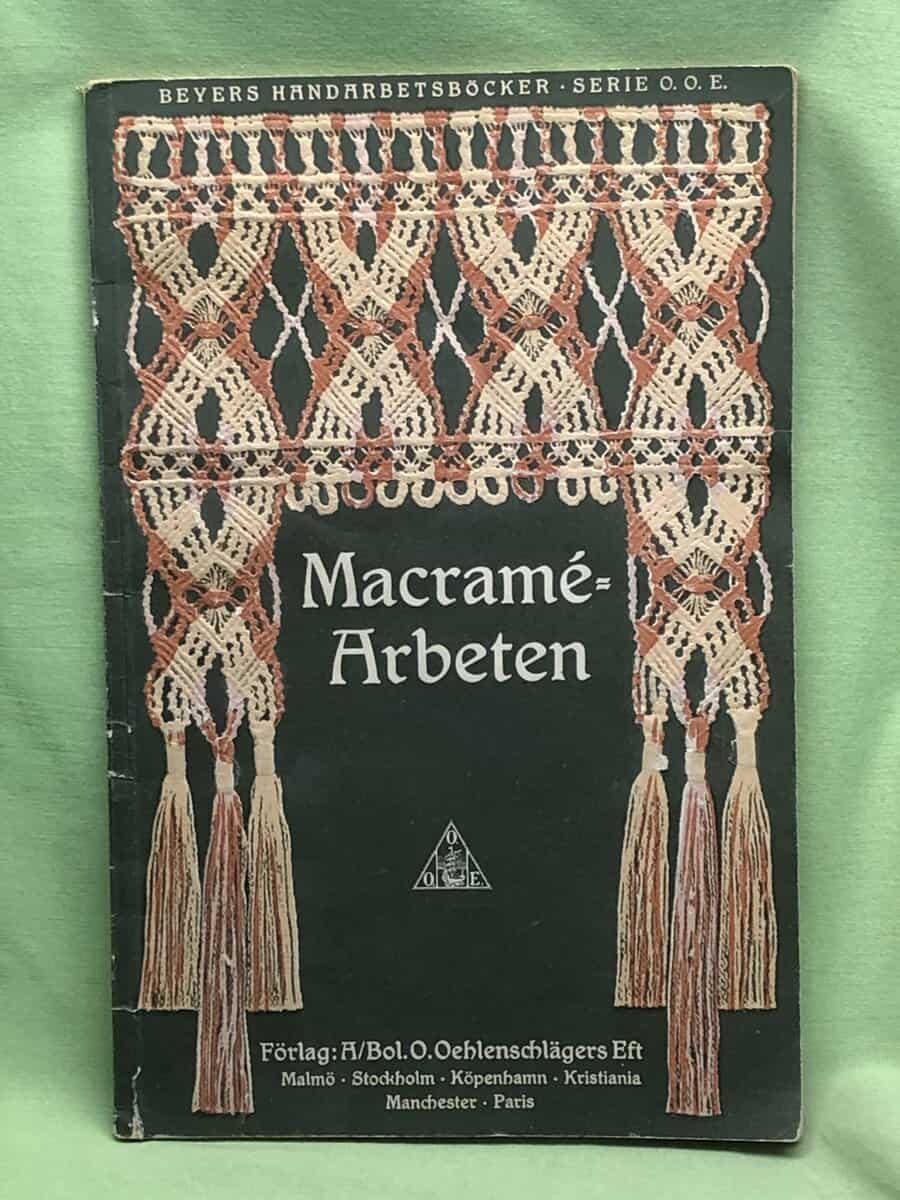 BEYERS HANDARBETSBÖCKER · SERIE O. O. E.
Macramé=
Arbeten
O.
O. E.
Förlag: A/Bol. O. Oehlenschlägers Eft
Malmö · Stockholm · Köpenhamn · Kristiania
Manchester · Paris